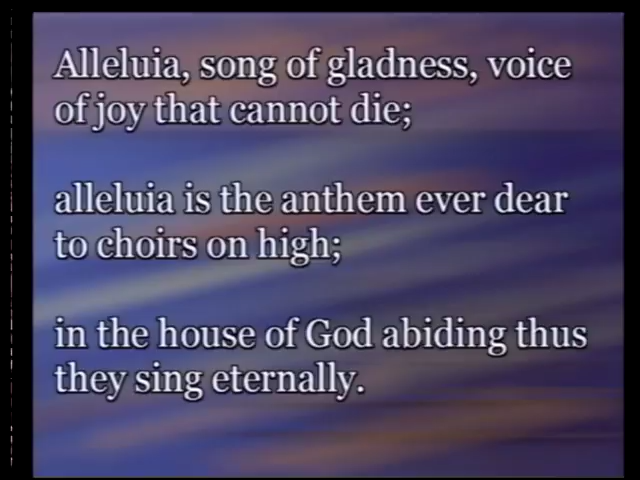 Alleluia, song of gladness, voice
of joy that cannot die;
alleluia is the anthem ever dear
to choirs on high;
in the house of God abiding thus
they sing eternally.